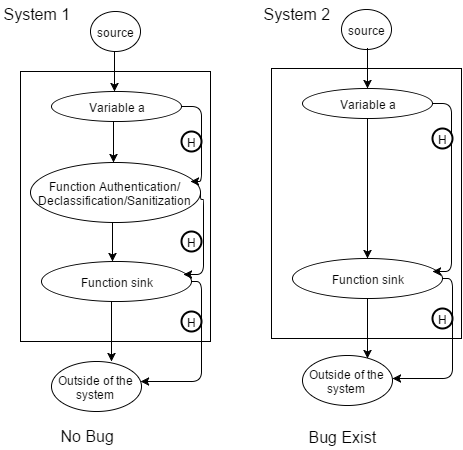 System 1
source
Variable a
H
Function Authentication/
Declassification/Sanitization
H
Function sink
H
Outside of the
system
No Bug
System 2
source
Variable a
H
Function sink
H
Outside of the
system
Bug Exist